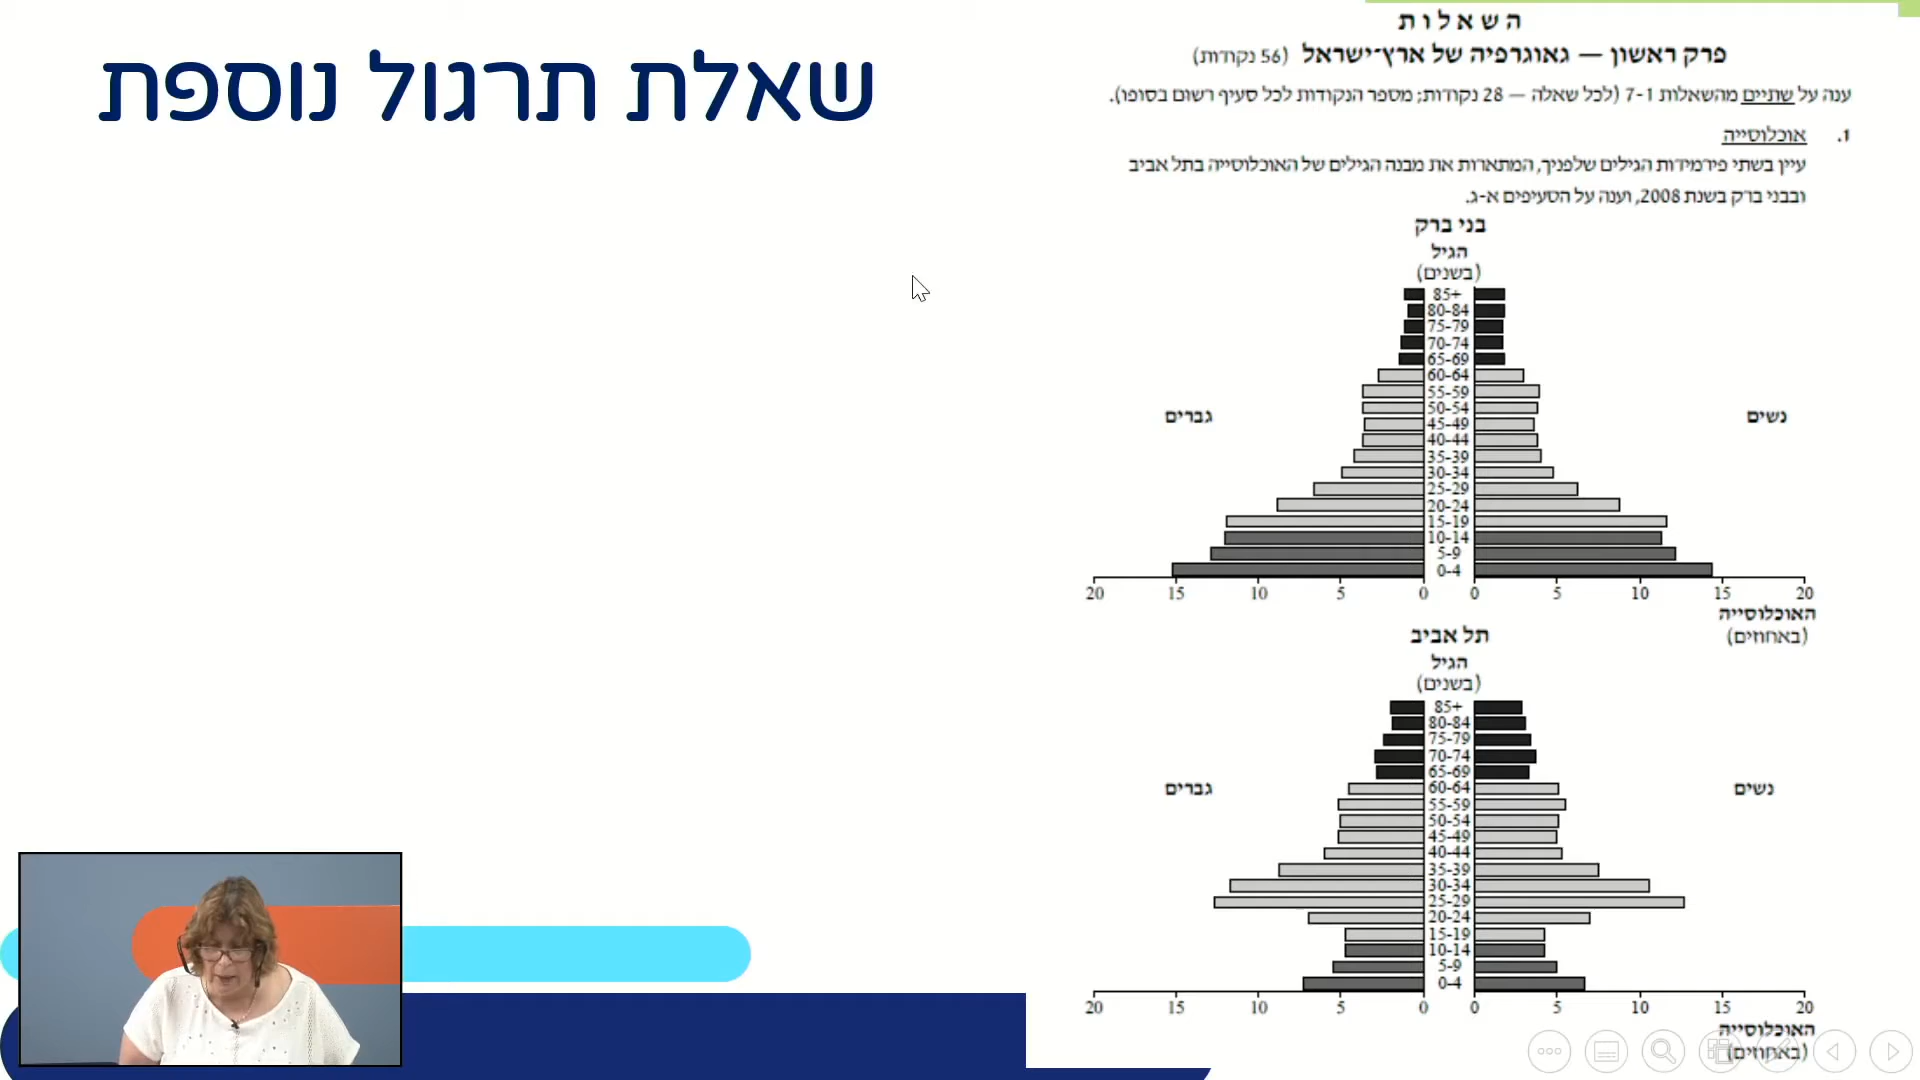 שאלת תרגול נוספת
השאלות
פרק ראשון — גאוגרפיה של ארץ־ישראל (56 נקודות)
ענה על שתיים מהשאלות 7-1 (לכל שאלה — 28 נקודות; מספר הנקודות לכל סעיף רשום בסופו).
1. אוכלוסייה
עיין בשתי פירמידות הגילים שלפניך, המתארות את מבנה הגילים של האוכלוסייה בתל אביב
ובבני ברק בשנת 2008, וענה על הסעיפים א-ג.
בני ברק
הגיל
(בשנים)
85+
80-84
75-79
70-74
65-69
60-64
55-59
50-54
גברים
נשים
45-49
40-44
35-39
30-34
25-29
20-24
15-19
10-14
5-9
0-4
20 15 10 5 0 0 5 10 15 20
האוכלוסייה
(באחוזים)
תל אביב
הגיל
(בשנים)
85+
80-84
75-79
70-74
65-69
60-64
גברים
נשים
55-59
50-54
45-49
40-44
35-39
30-34
25-29
20-24
15-19
10-14
5-9
0-4
20 15 10 5 0 0 5 10 15 20
האוכלוסייה
(באחוזים)